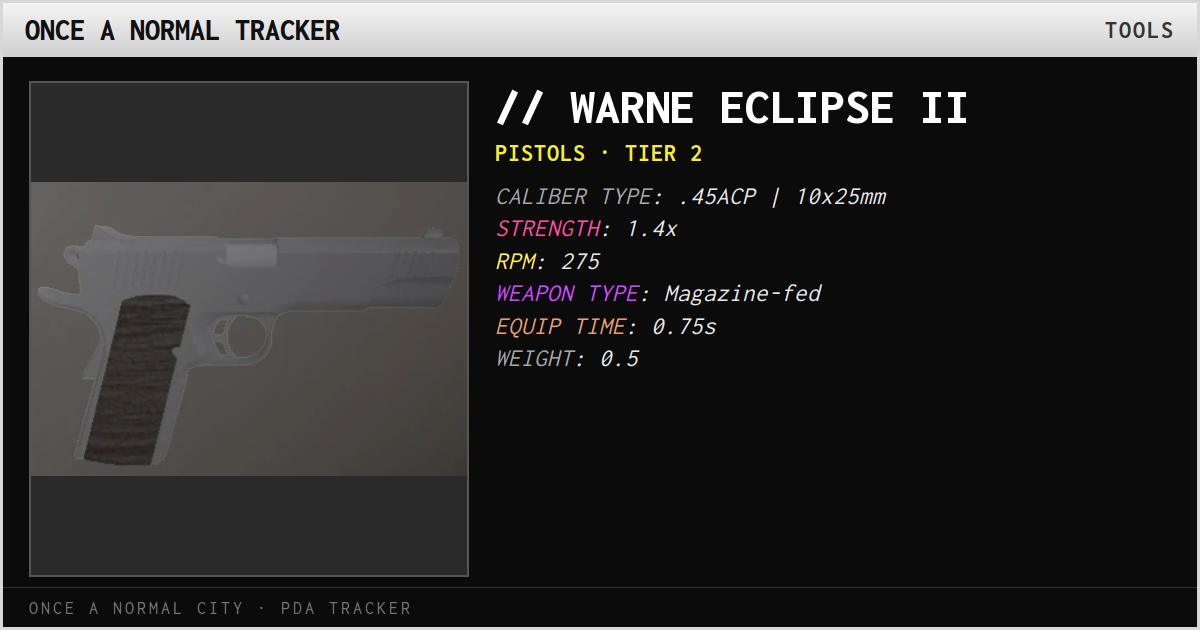 ONCE A NORMAL TRACKER
TOOLS
// WARNE ECLIPSE II
PISTOLS · TIER 2
CALIBER TYPE: .45ACP | 10x25mm
STRENGTH: 1.4x
RPM: 275
WEAPON TYPE: Magazine-fed
EQUIP TIME: 0.75s
WEIGHT: 0.5
ONCE A NORMAL CITY · PDA TRACKER